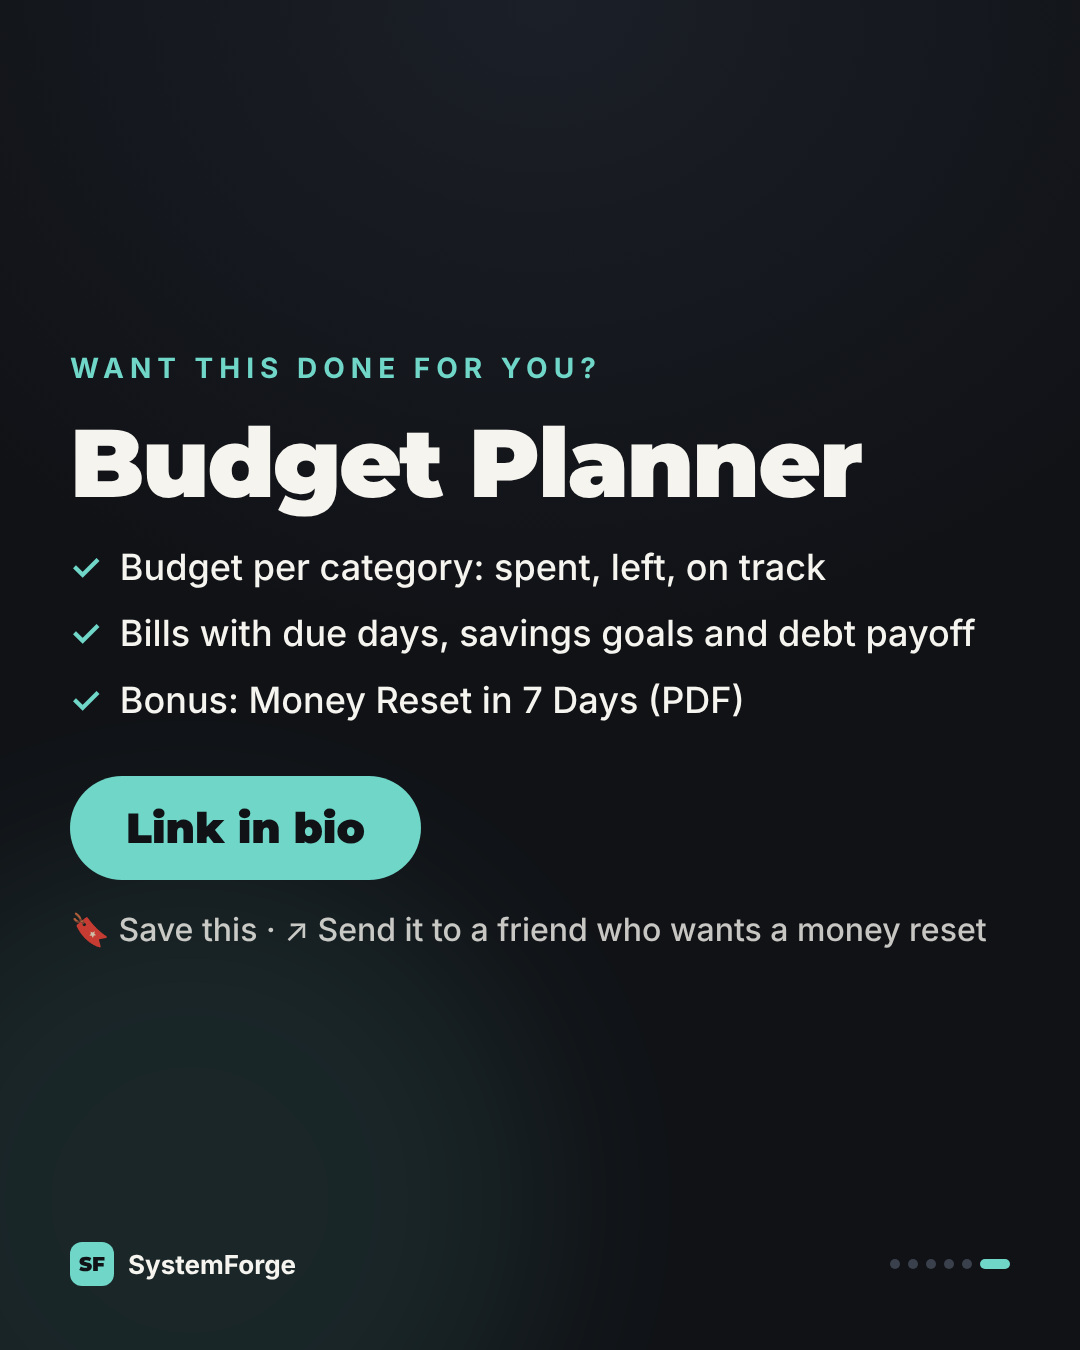 WANT THIS DONE FOR YOU?
Budget Planner
✓ Budget per category: spent, left, on track
✓ Bills with due days, savings goals and debt payoff
✓ Bonus: Money Reset in 7 Days (PDF)
Link in bio
🔖 Save this · ↗ Send it to a friend who wants a money reset
SF SystemForge